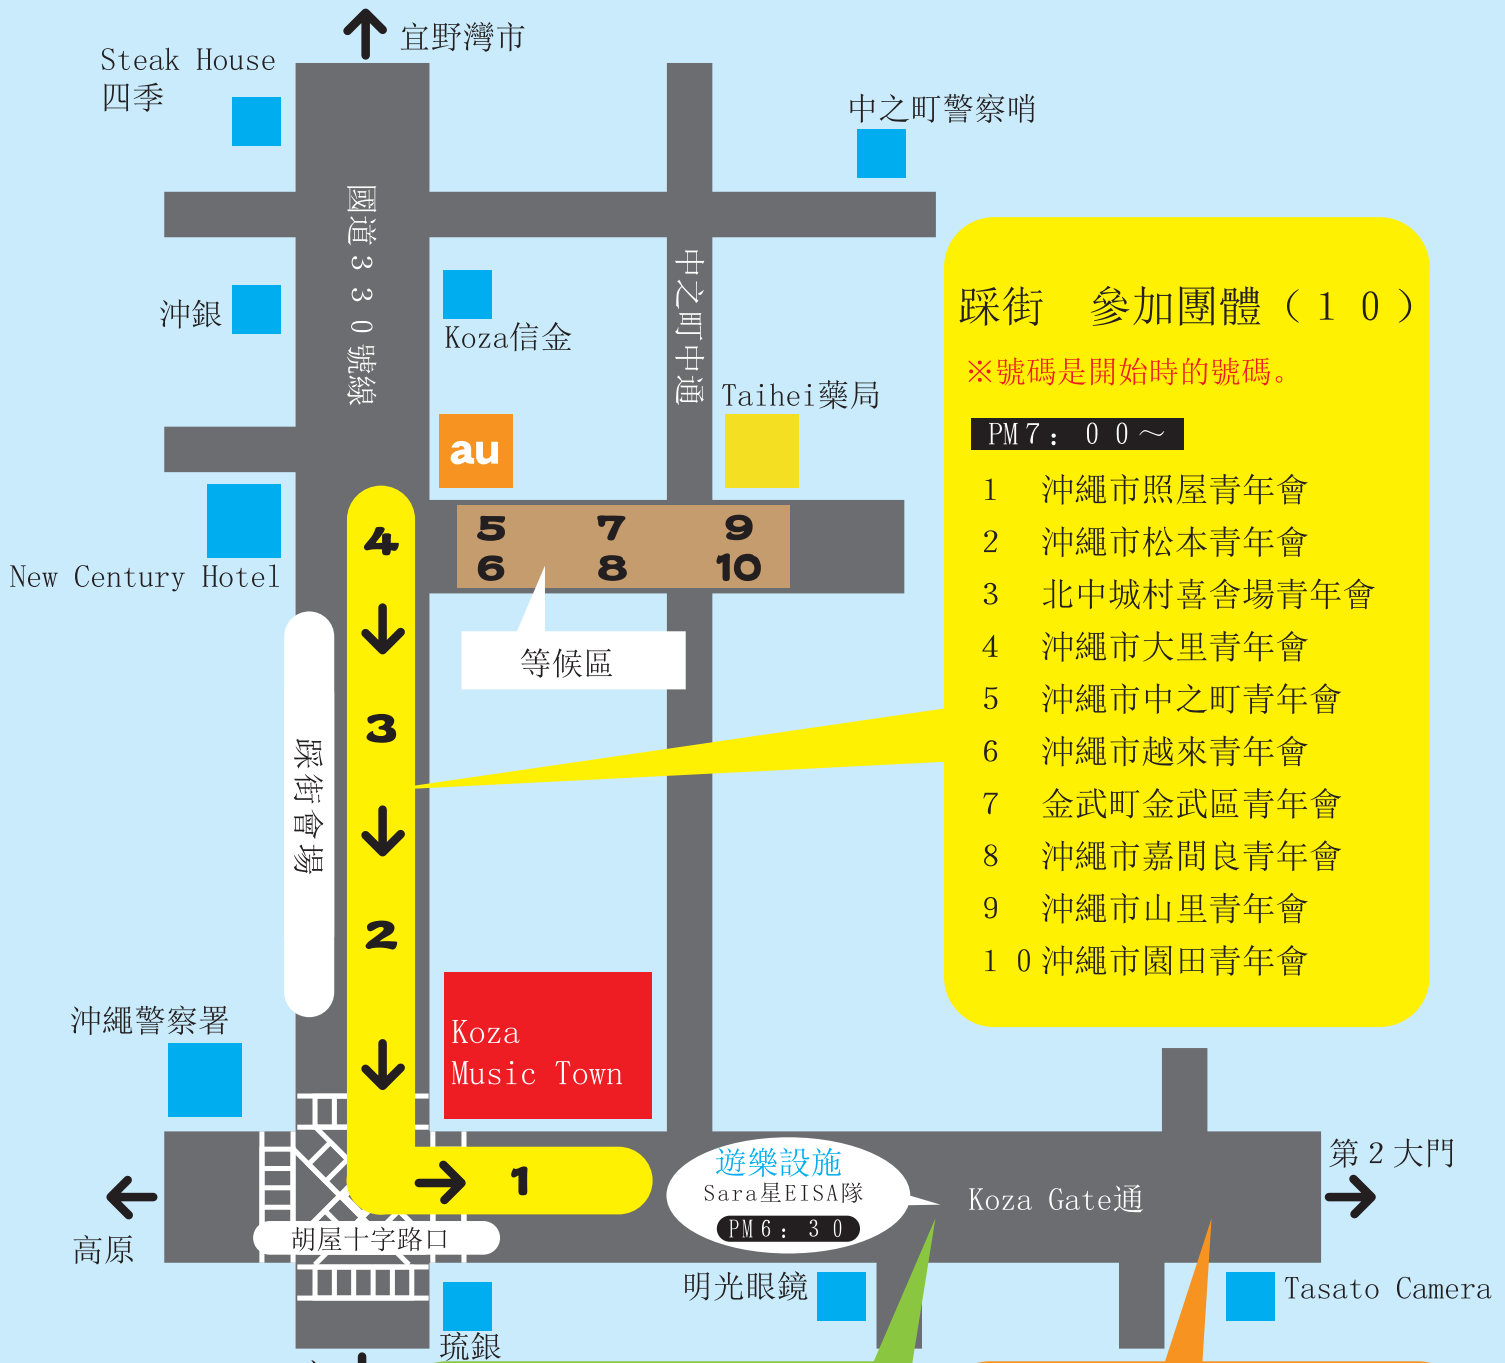 宜野灣市
Steak House
四季
中之町警察哨
國道３３０號線
中之町中通
沖銀
Koza信金
Taihei藥局
au
New Century Hotel
4
5 7 9
6 8 10
等候區
3
踩街會場
2
踩街　參加團體（１０）
※號碼是開始時的號碼。
PM７：００～
１　沖繩市照屋青年會
２　沖繩市松本青年會
３　北中城村喜舍場青年會
４　沖繩市大里青年會
５　沖繩市中之町青年會
６　沖繩市越來青年會
７　金武町金武區青年會
８　沖繩市嘉間良青年會
９　沖繩市山里青年會
１０沖繩市園田青年會
沖繩警察署
Koza
Music Town
1
遊樂設施
Sara星EISA隊
PM６：３０
Koza Gate通
第２大門
高原
胡屋十字路口
琉銀
明光眼鏡
Tasato Camera